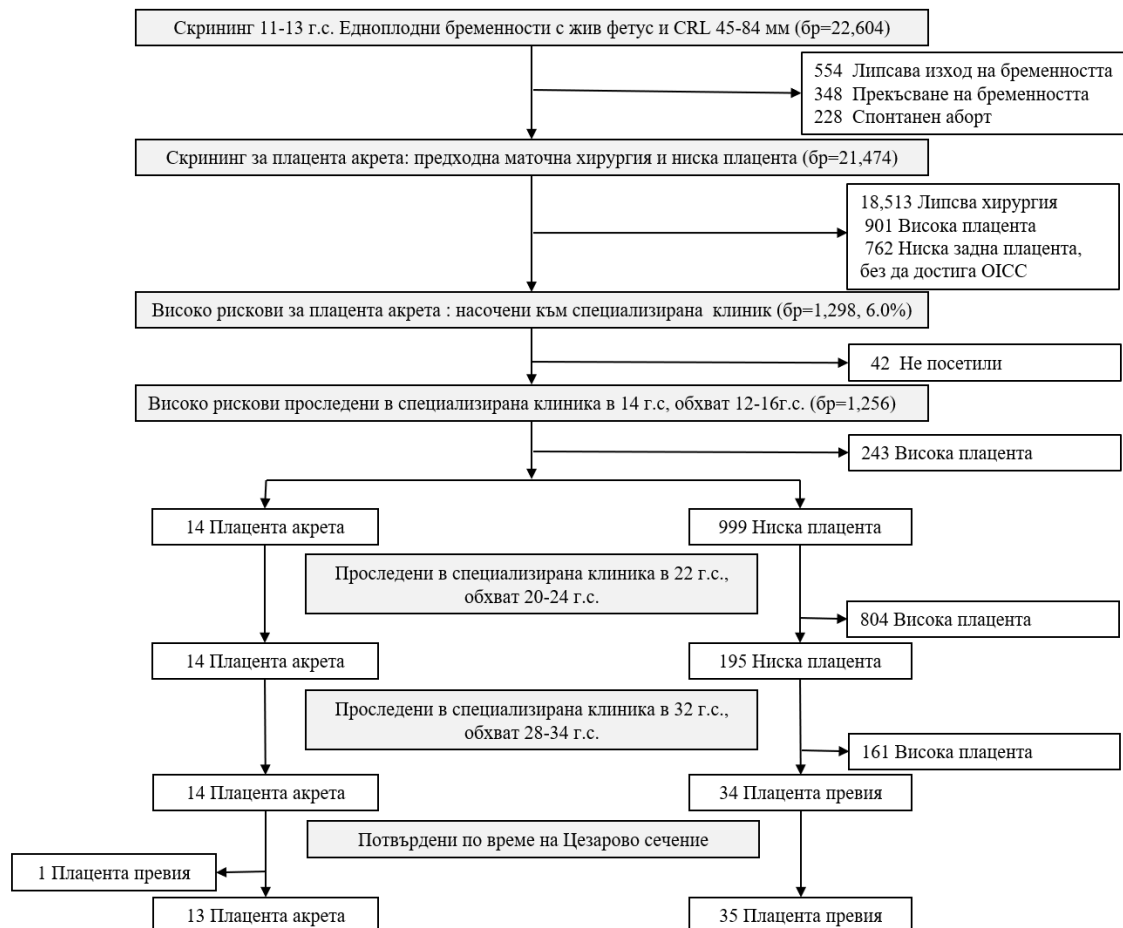 Скрининг 11-13 г.с. Едноплодни бременности с жив фетус и CRL 45-84 мм (бр=22,604)
554 Липсава изход на бременността
348 Прекъсване на бременността
228 Спонтанен аборт
Скрининг за плацента акрета: предходна маточна хирургия и ниска плацента (бр=21,474)
18,513 Липсва хирургия
901 Висока плацента
762 Ниска задна плацента,
без да достига ОІСС
Високо рискови за плацента акрета : насочени към специализирана клиник (бр=1,298, 6.0%)
42 Не посетили
Високо рискови проследени в специализирана клиника в 14 г.с, обхват 12-16г.с. (бр=1,256)
243 Висока плацента
14 Плацента акрета
999 Ниска плацента
Проследени в специализирана клиника в 22 г.с.,
обхват 20-24 г.с.
804 Висока плацента
14 Плацента акрета
195 Ниска плацента
Проследени в специализирана клиника в 32 г.с.,
обхват 28-34 г.с.
161 Висока плацента
14 Плацента акрета
34 Плацента превия
Потвърдени по време на Цезарово сечение
1 Плацента превия
13 Плацента акрета
35 Плацента превия